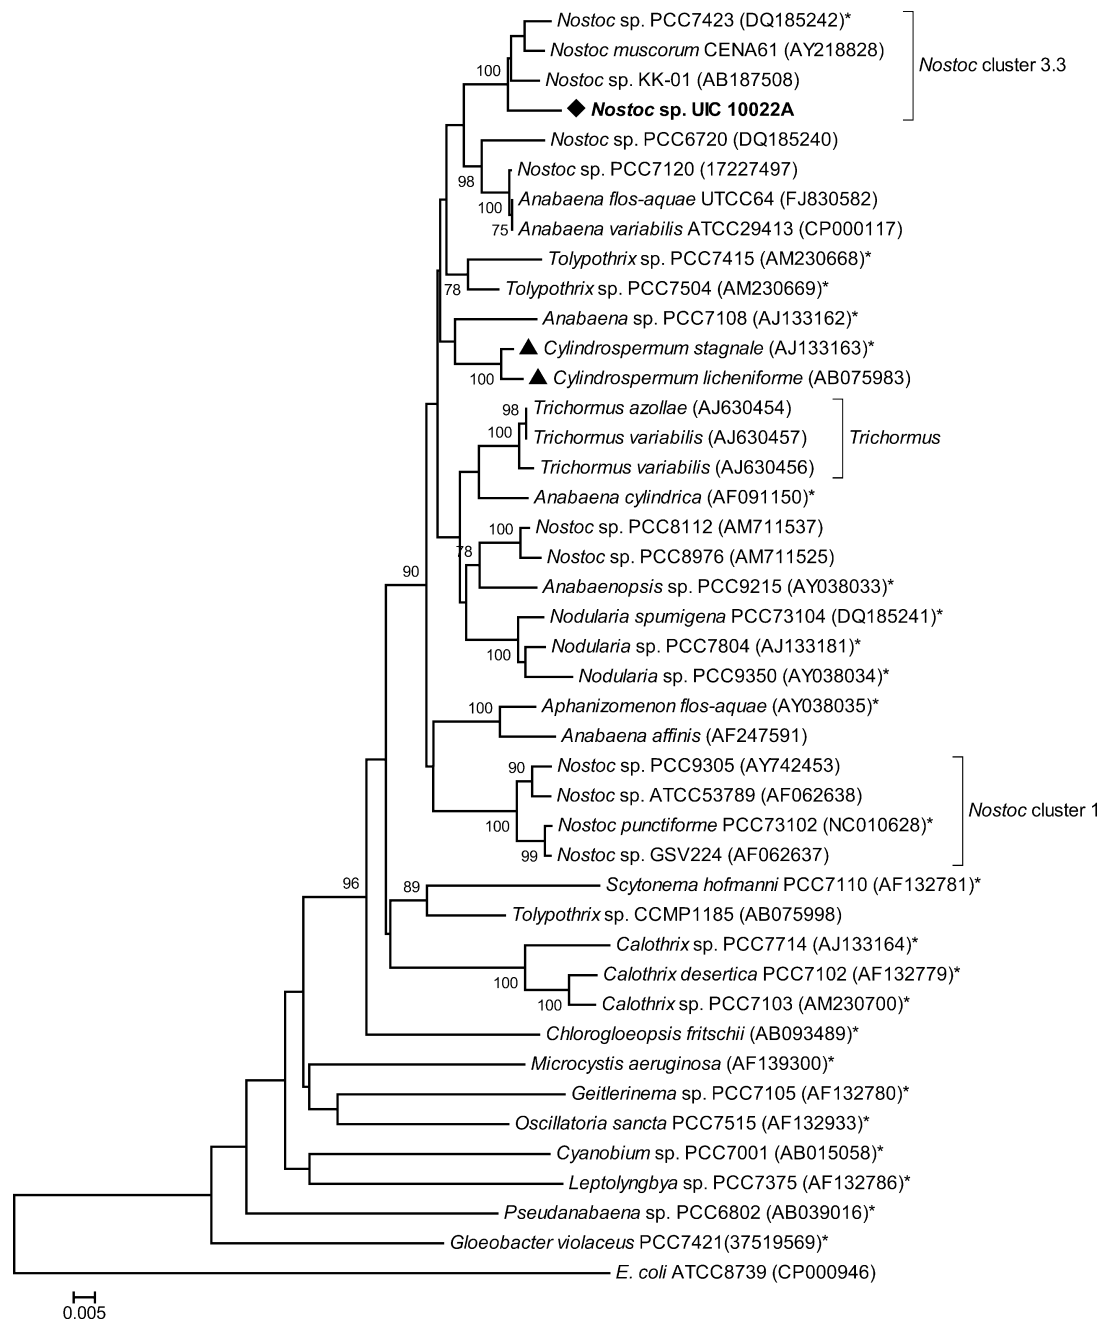 Nostoc sp. PCC7423 (DQ185242)*
Nostoc muscorum CENA61 (AY218828)
Nostoc cluster 3.3
100
Nostoc sp. KK-01 (AB187508)
Nostoc sp. UIC 10022A
Nostoc sp. PCC6720 (DQ185240)
Nostoc sp. PCC7120 (17227497)
98
Anabaena flos-aquae UTCC64 (FJ830582)
100
Anabaena variabilis ATCC29413 (CP000117)
75
Tolypothrix sp. PCC7415 (AM230668)*
Tolypothrix sp. PCC7504 (AM230669)*
78
Anabaena sp. PCC7108 (AJ133162)*
Cylindrospermum stagnale (AJ133163)*
Cylindrospermum licheniforme (AB075983)
100
Trichormus azollae (AJ630454)
98
Trichormus variabilis (AJ630457)
100
Trichormus
Trichormus variabilis (AJ630456)
Anabaena cylindrica (AF091150)*
Nostoc sp. PCC8112 (AM711537)
100
Nostoc sp. PCC8976 (AM711525)
78
Anabaenopsis sp. PCC9215 (AY038033)*
90
Nodularia spumigena PCC73104 (DQ185241)*
Nodularia sp. PCC7804 (AJ133181)*
100
Nodularia sp. PCC9350 (AY038034)*
Aphanizomenon flos-aquae (AY038035)*
100
Anabaena affinis (AF247591)
Nostoc sp. PCC9305 (AY742453)
90
Nostoc sp. ATCC53789 (AF062638)
Nostoc cluster 1
Nostoc punctiforme PCC73102 (NC010628)*
100
Nostoc sp. GSV224 (AF062637)
99
Scytonema hofmanni PCC7110 (AF132781)*
96
89
Tolypothrix sp. CCMP1185 (AB075998)
Calothrix sp. PCC7714 (AJ133164)*
Calothrix desertica PCC7102 (AF132779)*
100
Calothrix sp. PCC7103 (AM230700)*
100
Chlorogloeopsis fritschii (AB093489)*
Microcystis aeruginosa (AF139300)*
Geitlerinema sp. PCC7105 (AF132780)*
Oscillatoria sancta PCC7515 (AF132933)*
Cyanobium sp. PCC7001 (AB015058)*
Leptolyngbya sp. PCC7375 (AF132786)*
Pseudanabaena sp. PCC6802 (AB039016)*
Gloeobacter violaceus PCC7421(37519569)*
E. coli ATCC8739 (CP000946)
0.005